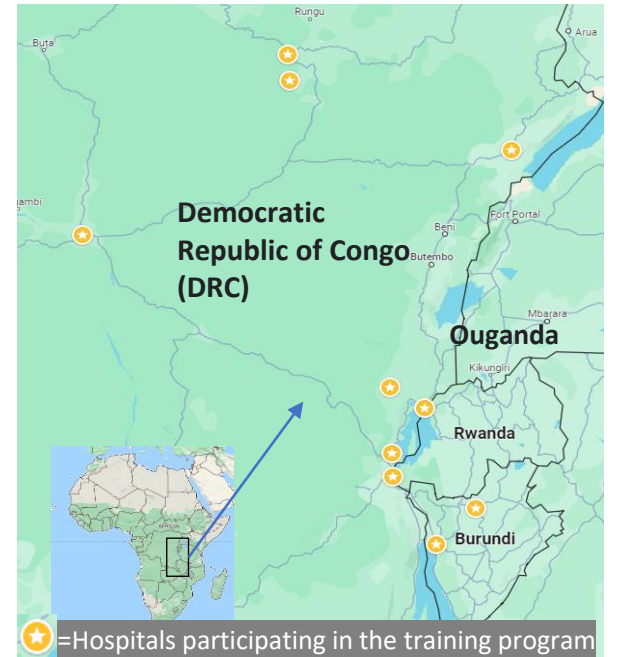 Rungu
Arua
Buta
ambi
Democratic
Republic of Congo
(DRC)
Fort Portal
Beni
Butembo
Mbarara
Ouganda
Kikungiri
Rwanda
Burundi
=Hospitals participating in the training program